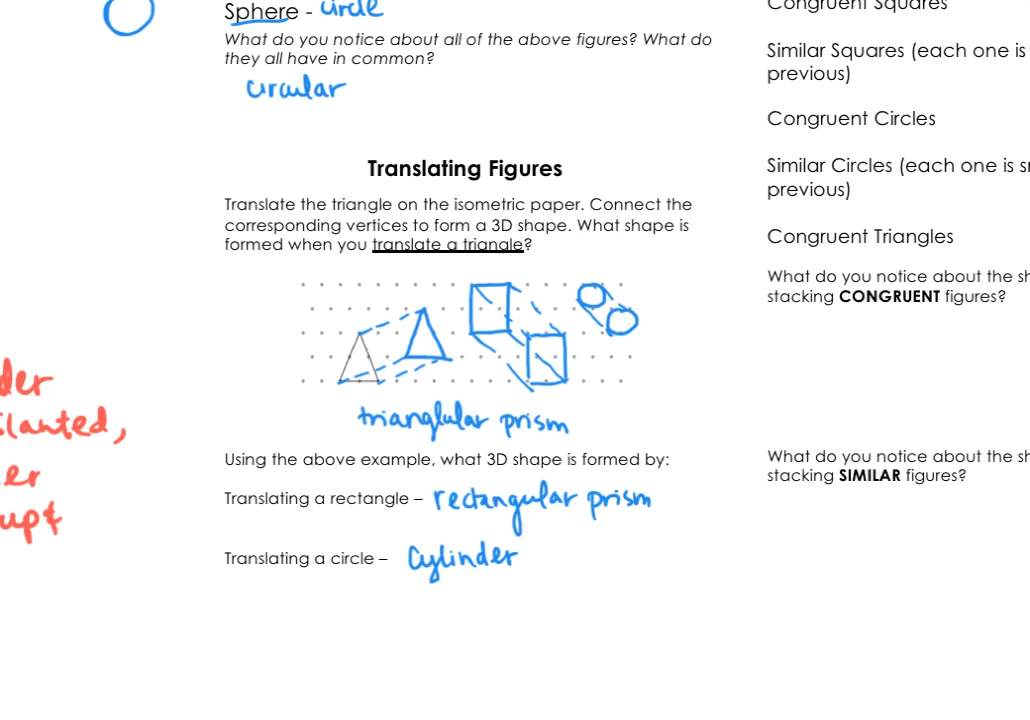 Sphere - circle
What do you notice about all of the above figures? What do
they all have in common?
circular
Translating Figures
Translate the triangle on the isometric paper. Connect the
corresponding vertices to form a 3D shape. What shape is
formed when you translate a triangle?
trianglular prism
Using the above example, what 3D shape is formed by:
Translating a rectangle – rectangular prism
Translating a circle – Cylinder
der
slanted,
er
up&
Congruent Squares
Similar Squares (each one is
previous)
Congruent Circles
Similar Circles (each one is sm
previous)
Congruent Triangles
What do you notice about the sh
stacking CONGRUENT figures?
What do you notice about the sh
stacking SIMILAR figures?